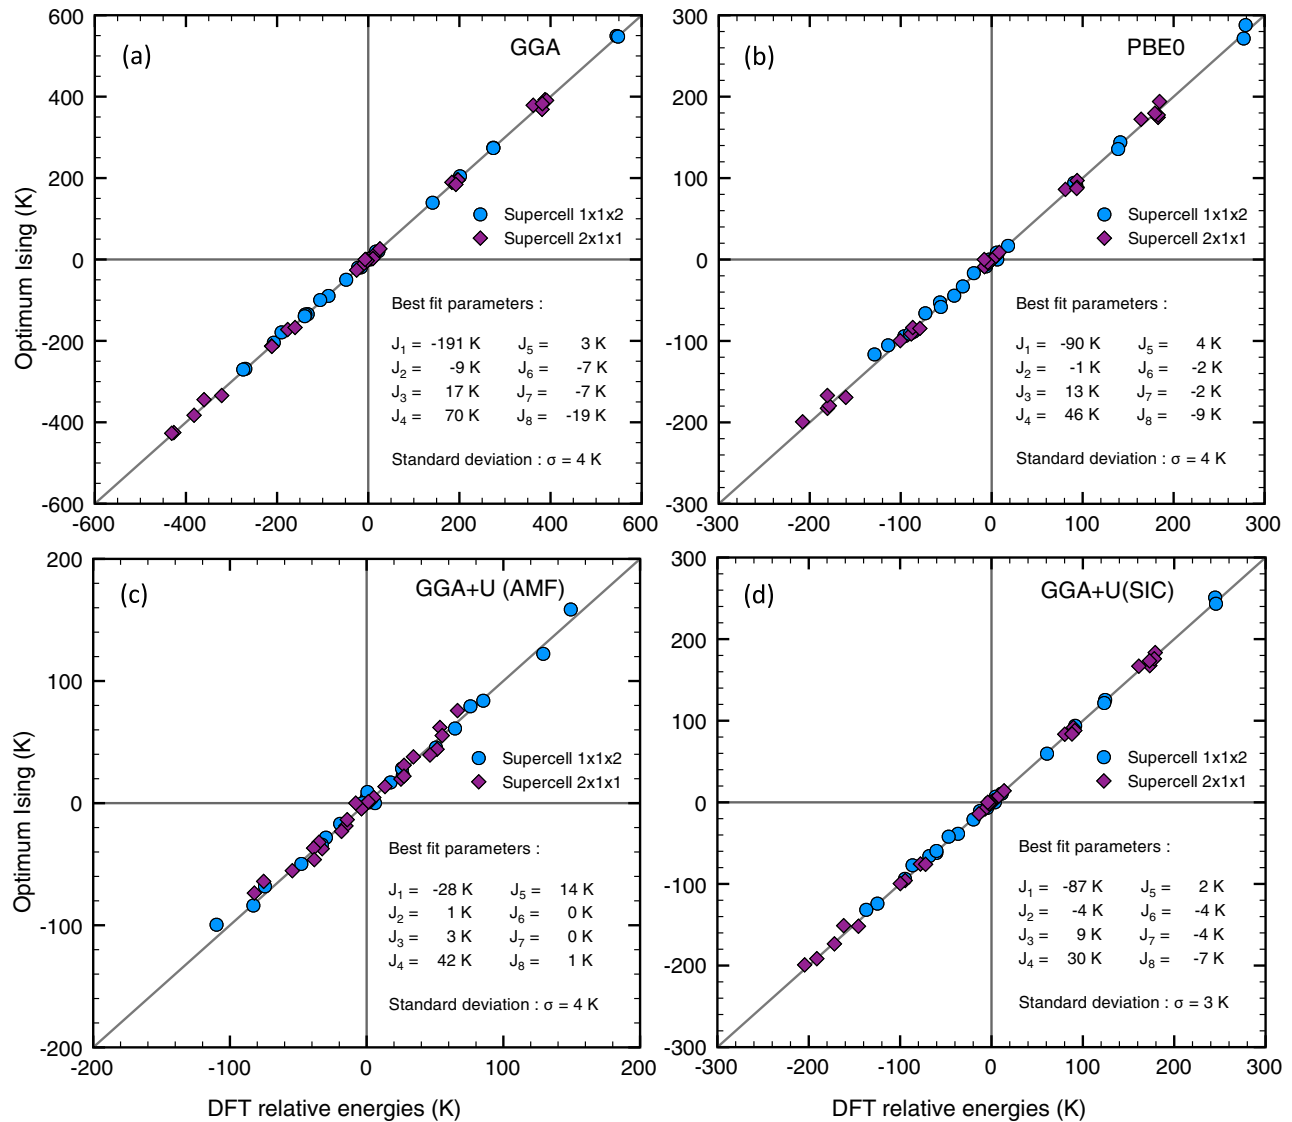 (a) GGA
600
400
200
0
-200
-400
-600
-600 -400 -200 0 200 400 600
Optimum Ising (K)
Supercell 1x1x2
Supercell 2x1x1
Best fit parameters :
J1 = -191 K J5 = 3 K
J2 = -9 K J6 = -7 K
J3 = 17 K J7 = -7 K
J4 = 70 K J8 = -19 K
Standard deviation : σ = 4 K
(b) PBE0
300
200
100
0
-100
-200
-300
-300 -200 -100 0 100 200 300
Supercell 1x1x2
Supercell 2x1x1
Best fit parameters :
J1 = -90 K J5 = 4 K
J2 = -1 K J6 = -2 K
J3 = 13 K J7 = -2 K
J4 = 46 K J8 = -9 K
Standard deviation : σ = 4 K
(c) GGA+U (AMF)
200
100
0
-100
-200
-200 -100 0 100 200
Optimum Ising (K)
DFT relative energies (K)
Supercell 1x1x2
Supercell 2x1x1
Best fit parameters :
J1 = -28 K J5 = 14 K
J2 = 1 K J6 = 0 K
J3 = 3 K J7 = 0 K
J4 = 42 K J8 = 1 K
Standard deviation : σ = 4 K
(d) GGA+U(SIC)
300
200
100
0
-100
-200
-300
-300 -200 -100 0 100 200 300
DFT relative energies (K)
Supercell 1x1x2
Supercell 2x1x1
Best fit parameters :
J1 = -87 K J5 = 2 K
J2 = -4 K J6 = -4 K
J3 = 9 K J7 = -4 K
J4 = 30 K J8 = -7 K
Standard deviation : σ = 3 K